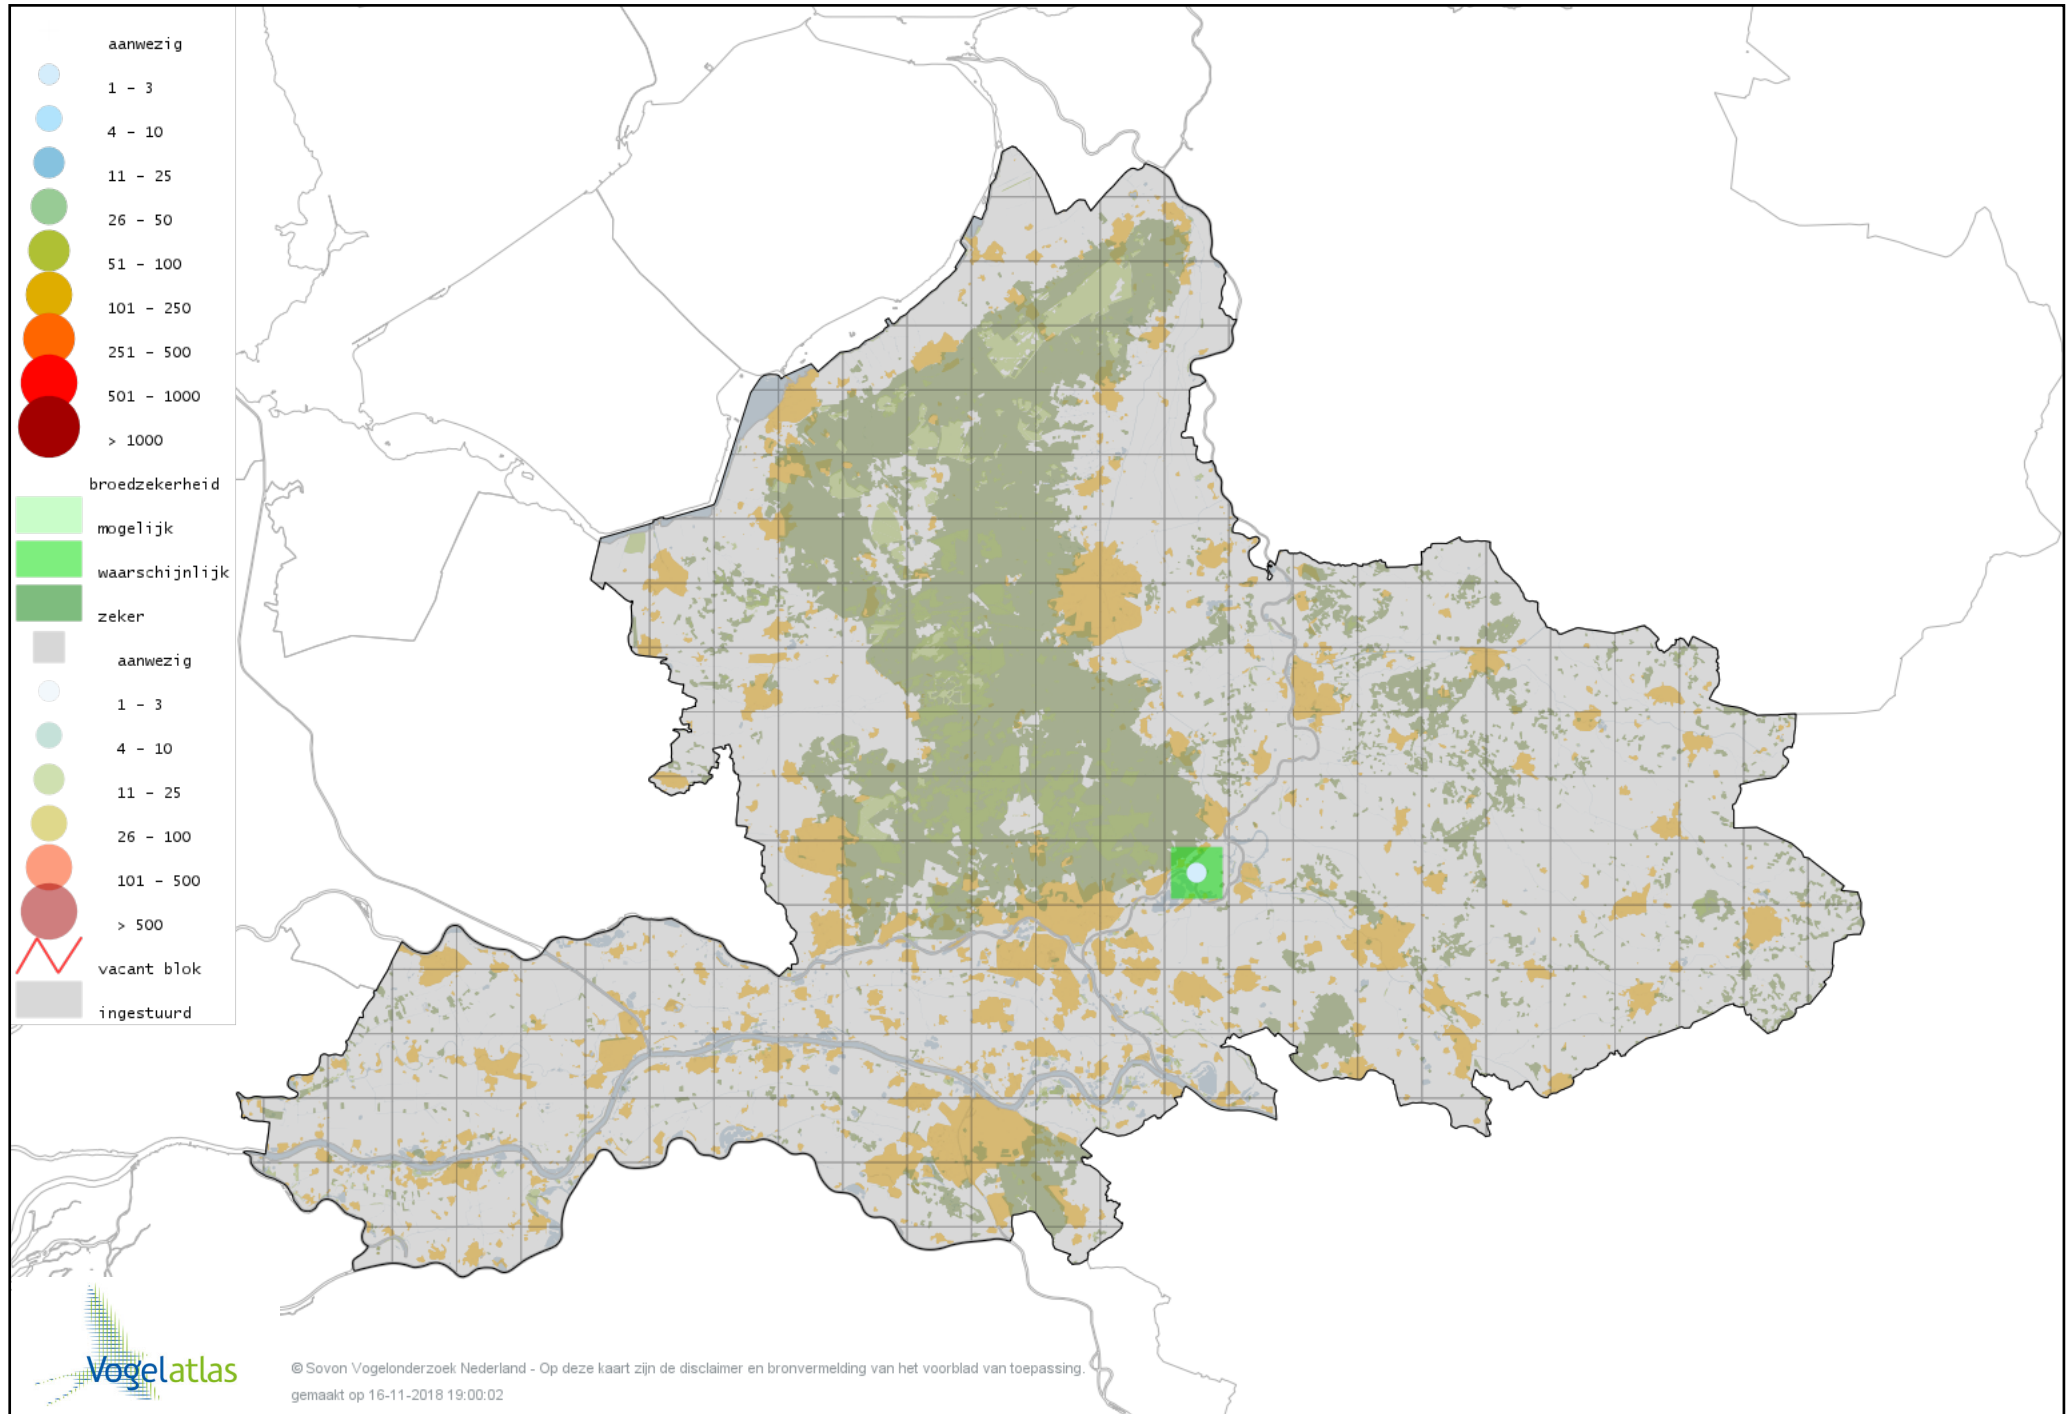 aanwezig
1 - 3
4 - 10
11 - 25
26 - 50
51 - 100
101 - 250
251 - 500
501 - 1000
> 1000
broedzekerheid
mogelijk
waarschijnlijk
zeker
aanwezig
1 - 3
4 - 10
11 - 25
26 - 100
101 - 500
> 500
vacant blok
ingestuurd
Vogelatlas
© Sovon Vogelonderzoek Nederland - Op deze kaart zijn de disclaimer en bronvermelding van het voorblad van toepassing.
gemaakt op 16-11-2018 19:00:02